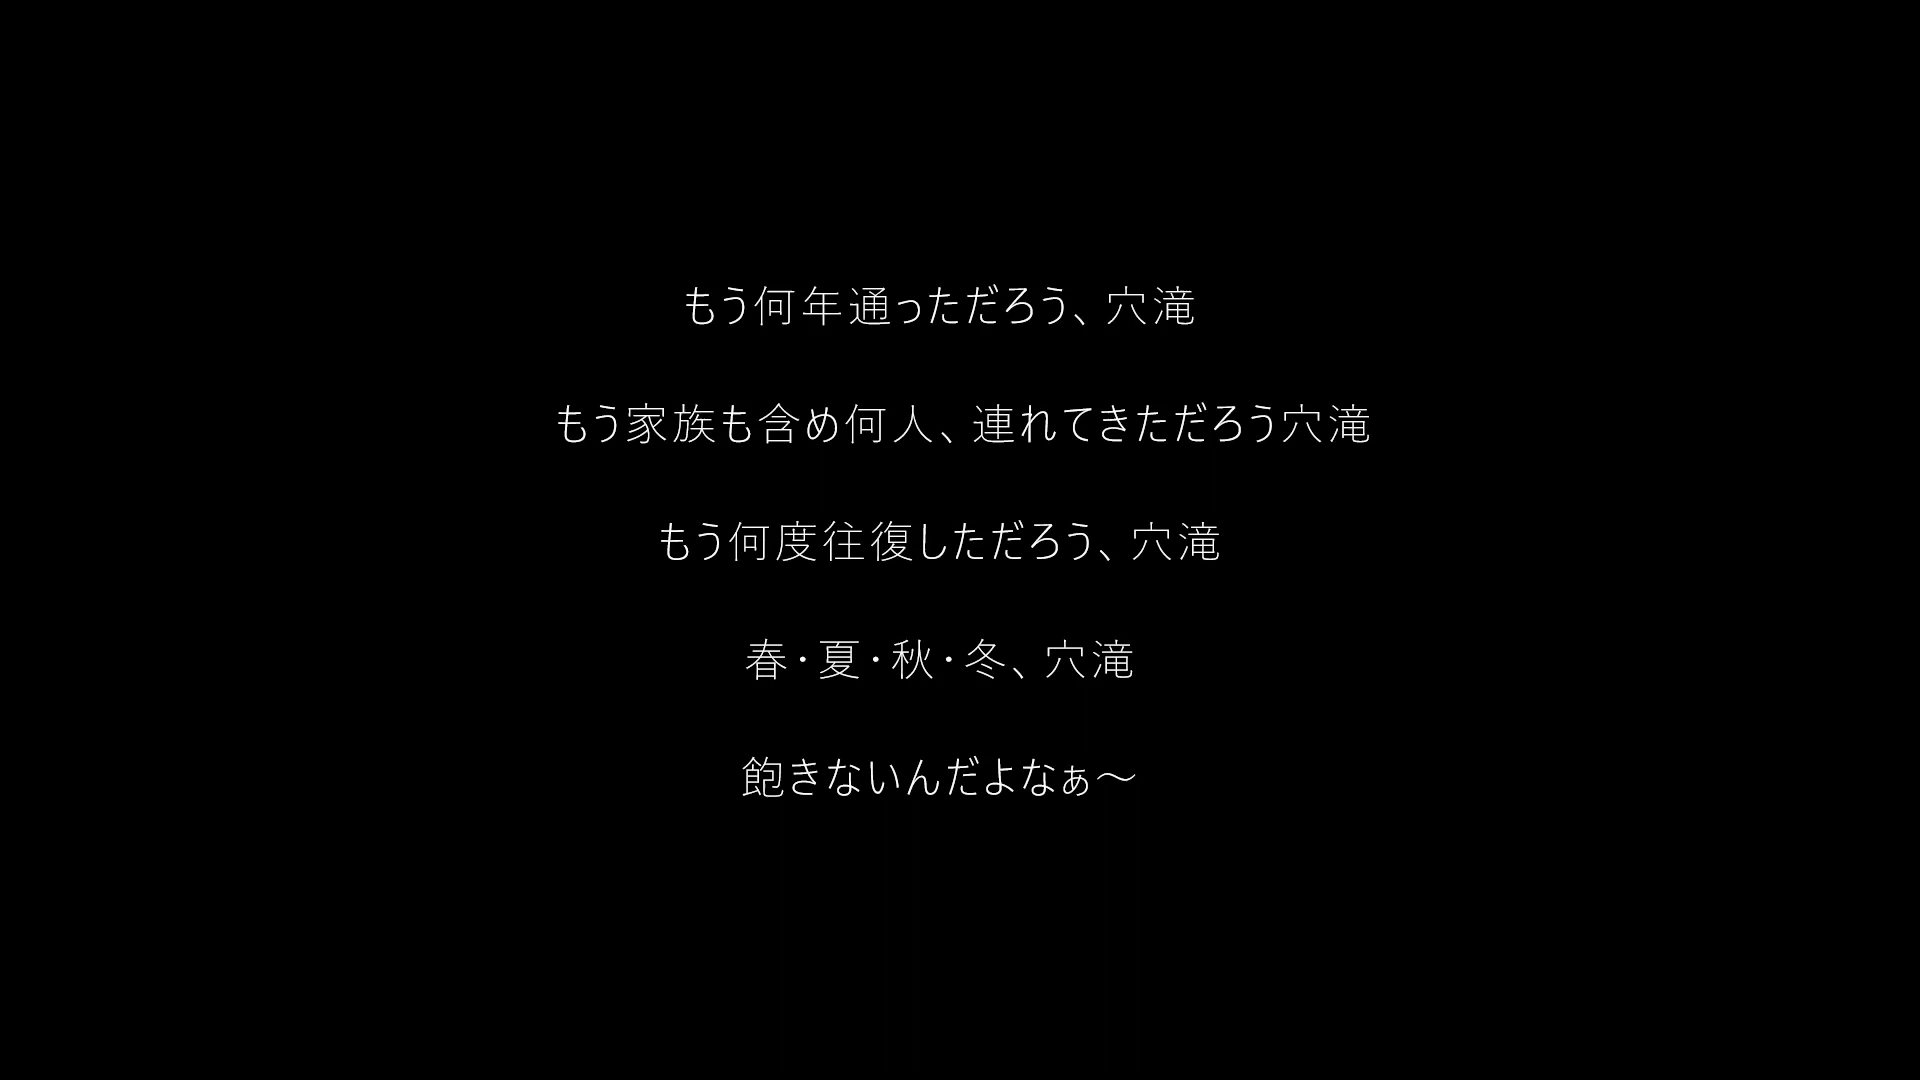 もう何年通っただろう、穴滝
もう家族も含め何人、連れてきただろう穴滝
もう何度往復しただろう、穴滝
春・夏・秋・冬、穴滝
飽きないんだよなぁ〜